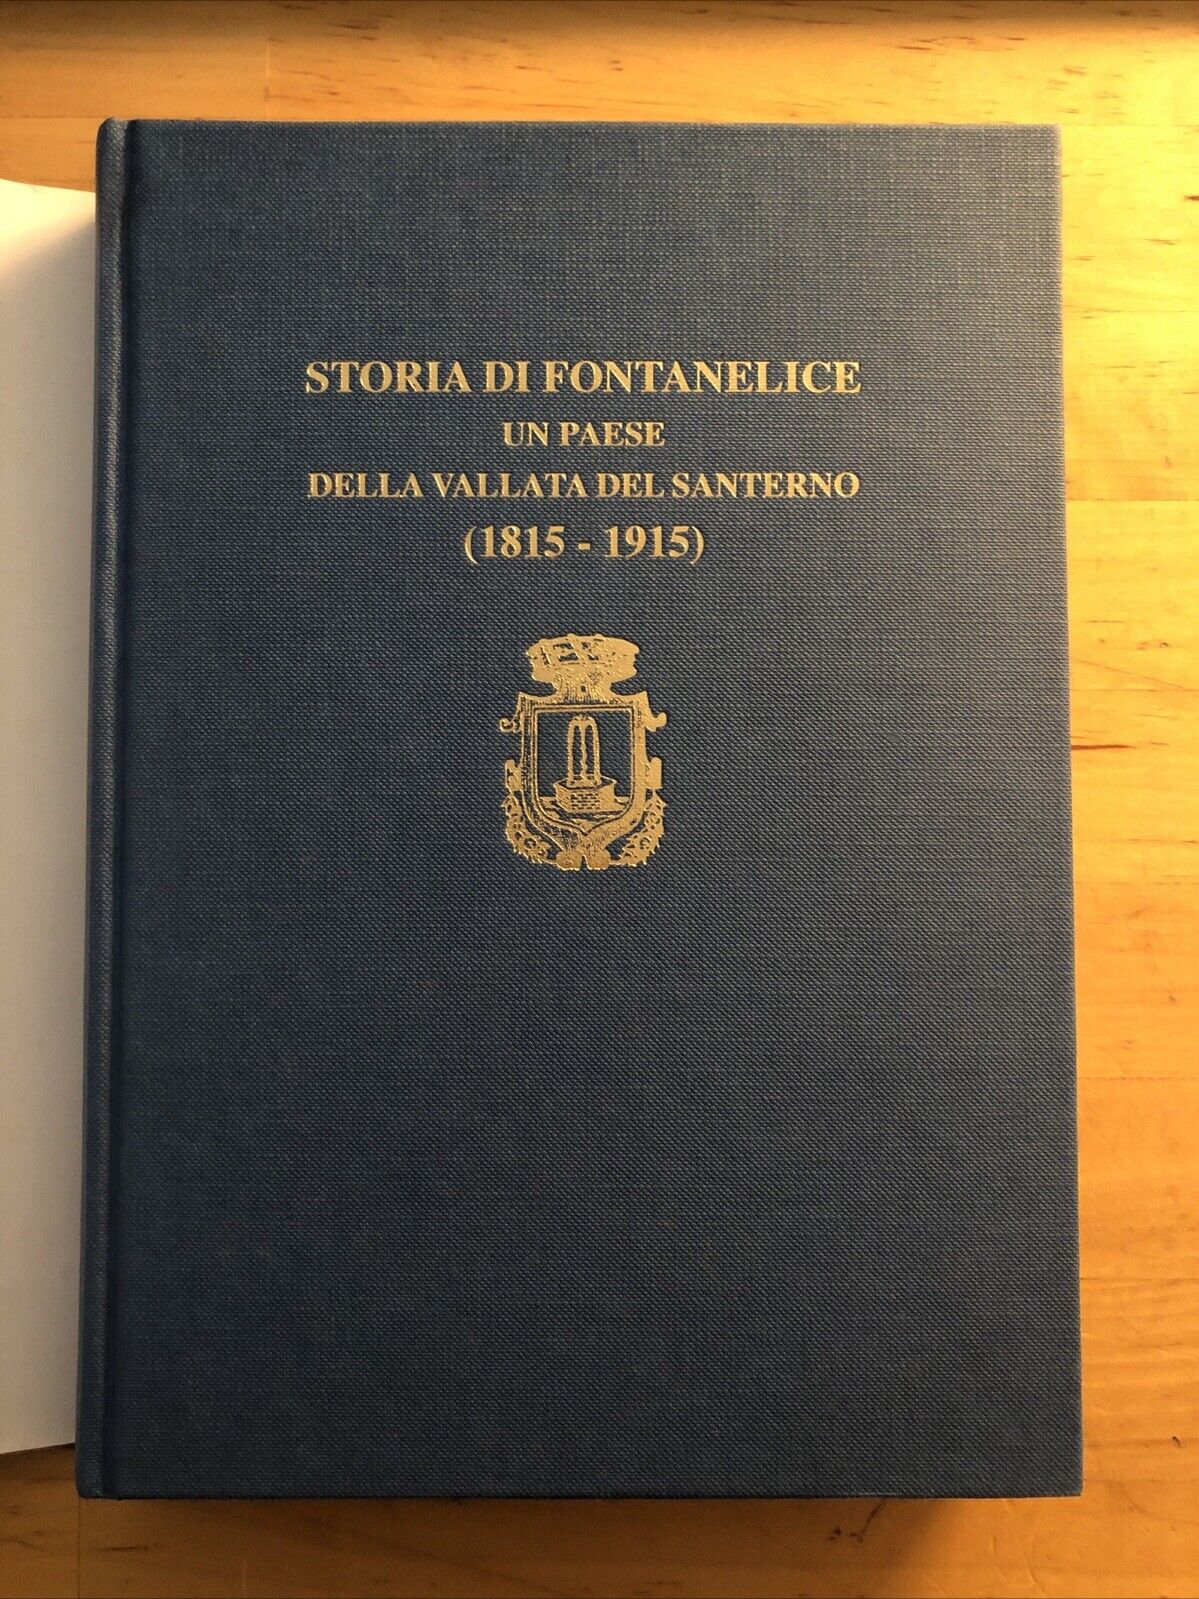 STORIA DI FONTANELICE
UN PAESE
DELLA VALLATA DEL SANTERNO
(1815 - 1915)